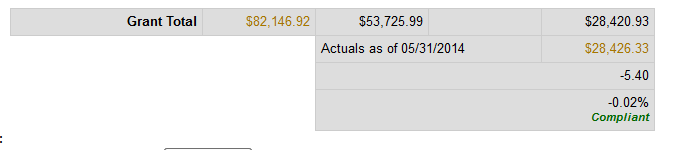 Grant Total $82,146.92 $53,725.99 $28,420.93
Actuals as of 05/31/2014 $28,426.33
-5.40
-0.02%
Compliant
: